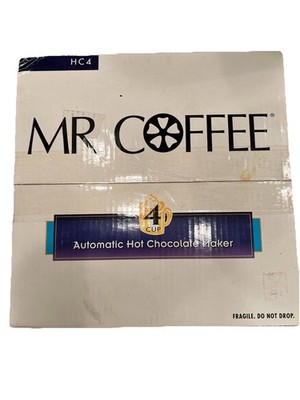 HC4
MR. COFFEE®
4
CUP
Automatic Hot Chocolate Maker
FRAGILE. DO NOT DROP.